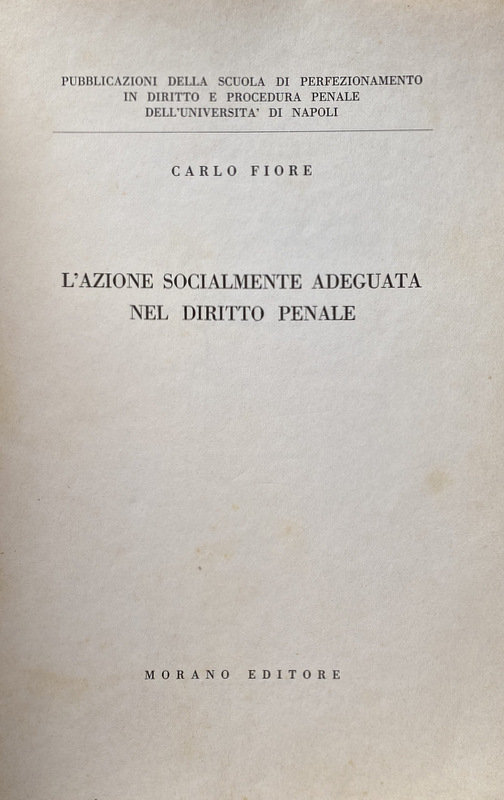 PUBBLICAZIONI DELLA SCUOLA DI PERFEZIONAMENTO
IN DIRITTO E PROCEDURA PENALE
DELL'UNIVERSITA' DI NAPOLI
CARLO FIORE
L'AZIONE SOCIALMENTE ADEGUATA
NEL DIRITTO PENALE
MORANO EDITORE